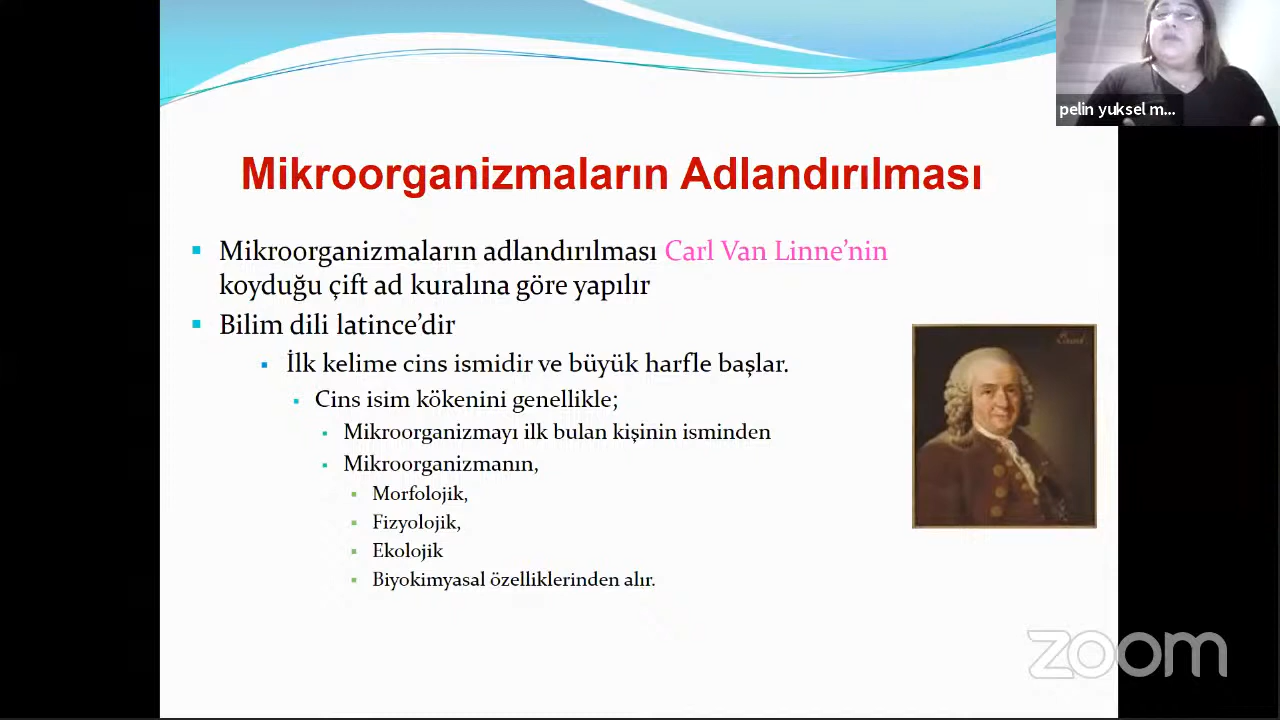 pelin yuksel m...
Mikroorganizmaların Adlandırılması
Mikroorganizmaların adlandırılması Carl Van Linne’nin
koyduğu çift ad kuralına göre yapılır
Bilim dili latince’dir
İlk kelime cins ismidir ve büyük harfle başlar.
Cins isim kökenini genellikle;
Mikroorganizmayı ilk bulan kişinin isminden
Mikroorganizmanın,
Morfolojik,
Fizyolojik,
Ekolojik
Biyokimyasal özelliklerinden alır.
zoom